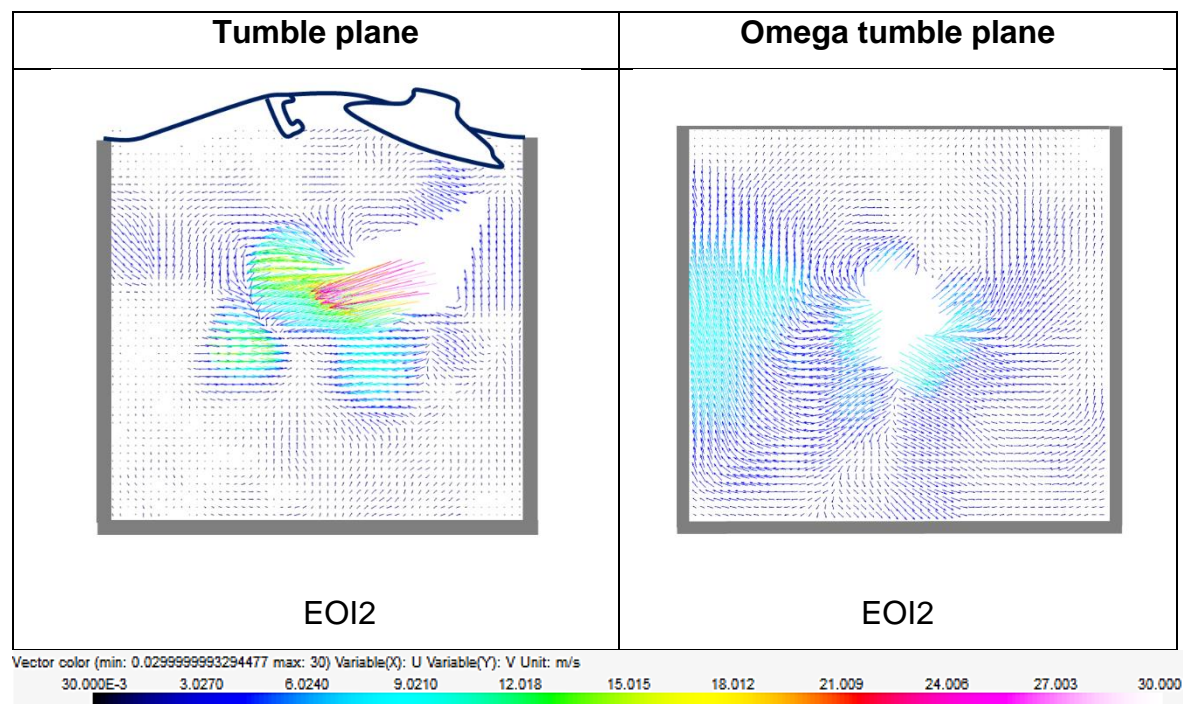 Tumble plane
Omega tumble plane
EOI2
EOI2
Vector color (min: 0.0299999993294477 max: 30) Variable(X): U Variable(Y): V Unit: m/s
30.000E-3 3.0270 6.0240 9.0210 12.018 15.015 18.012 21.009 24.006 27.003 30.000